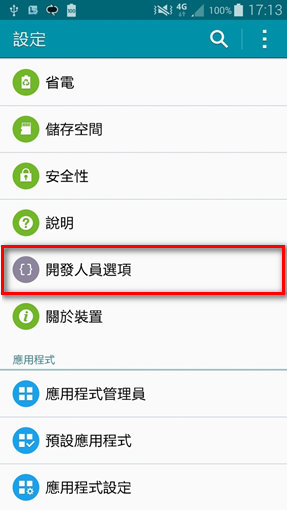 4G 100% 17:13
設定
省電
儲存空間
安全性
說明
開發人員選項
關於裝置
應用程式
應用程式管理員
預設應用程式
應用程式設定